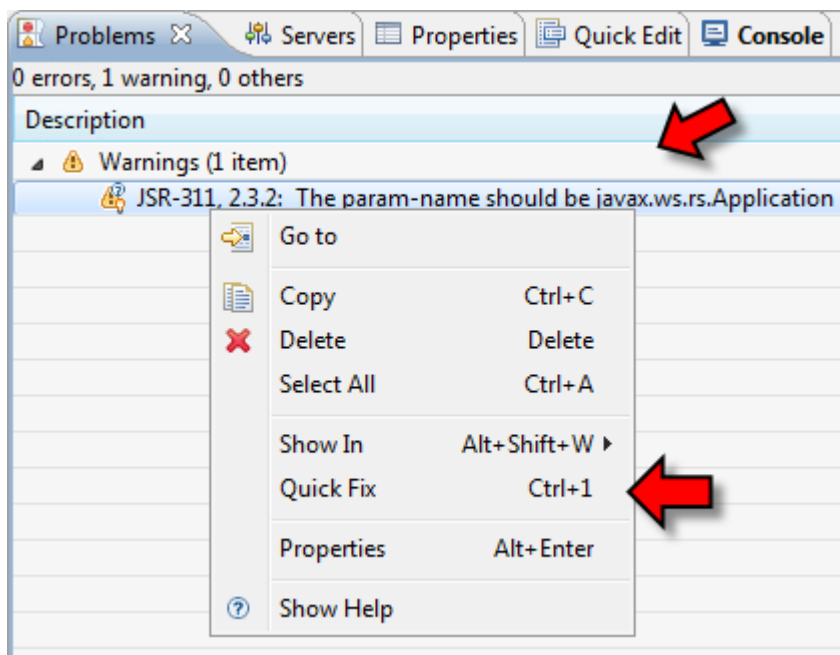 Problems Servers Properties Quick Edit Console
0 errors, 1 warning, 0 others
Description
Warnings (1 item)
JSR-311, 2.3.2: The param-name should be javax.ws.rs.Application
Go to
Copy Ctrl+C
Delete Delete
Select All Ctrl+A
Show In Alt+Shift+W
Quick Fix Ctrl+1
Properties Alt+Enter
Show Help